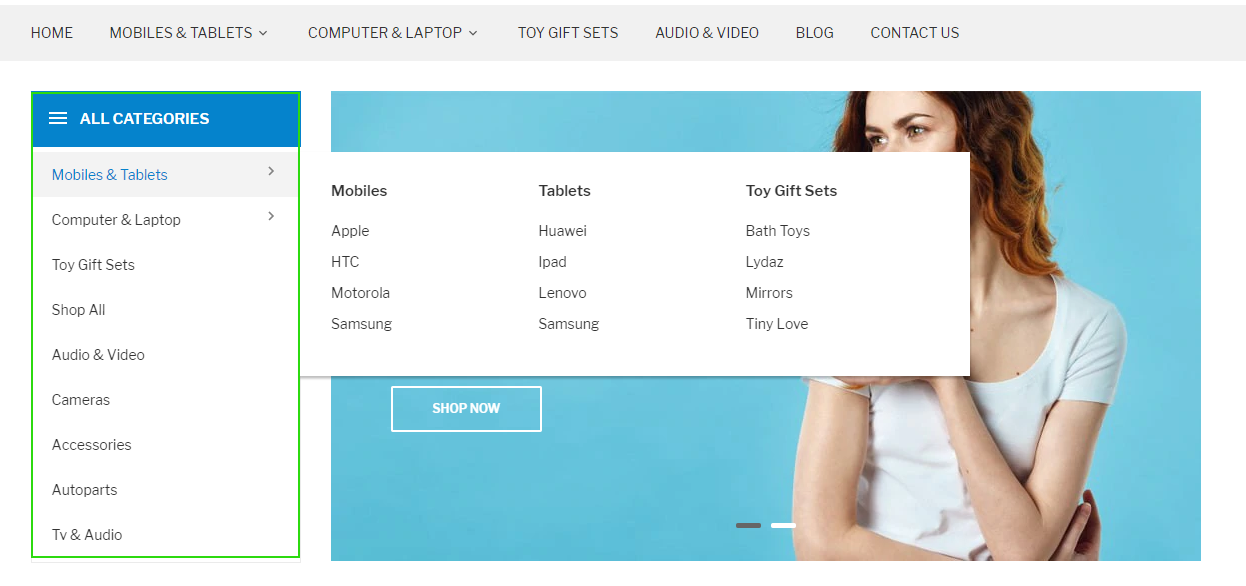 HOME MOBILES & TABLETS COMPUTER & LAPTOP TOY GIFT SETS AUDIO & VIDEO BLOG CONTACT US
ALL CATEGORIES
Mobiles & Tablets
Computer & Laptop
Toy Gift Sets
Shop All
Audio & Video
Cameras
Accessories
Autoparts
Tv & Audio
Mobiles
Apple
HTC
Motorola
Samsung
Tablets
Huawei
Ipad
Lenovo
Samsung
Toy Gift Sets
Bath Toys
Lydaz
Mirrors
Tiny Love
SHOP NOW